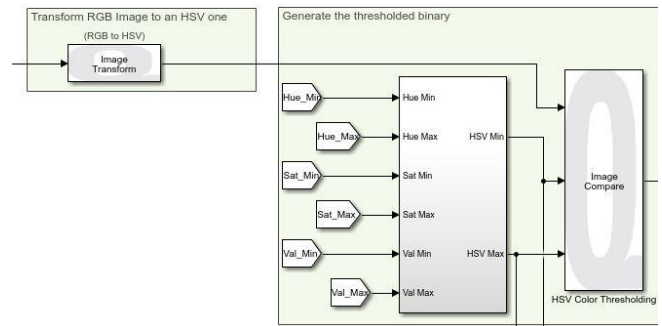 Transform RGB Image to an HSV one
(RGB to HSV)
Image
Transform
Generate the thresholded binary
Hue_Min
Hue Min
Hue_Max
Hue Max
HSV Min
Sat_Min
Sat Min
Sat_Max
Sat Max
Val_Min
Val Min
HSV Max
Val_Max
Val Max
Image
Compare
HSV Color Thresholding